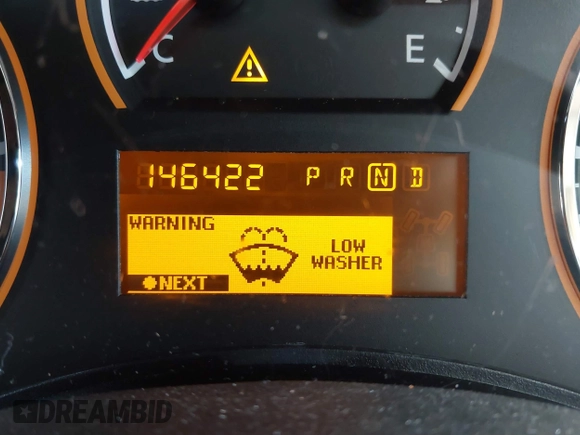 C
E
146422 P R N D
WARNING
LOW
WASHER
NEXT
DREAMBID